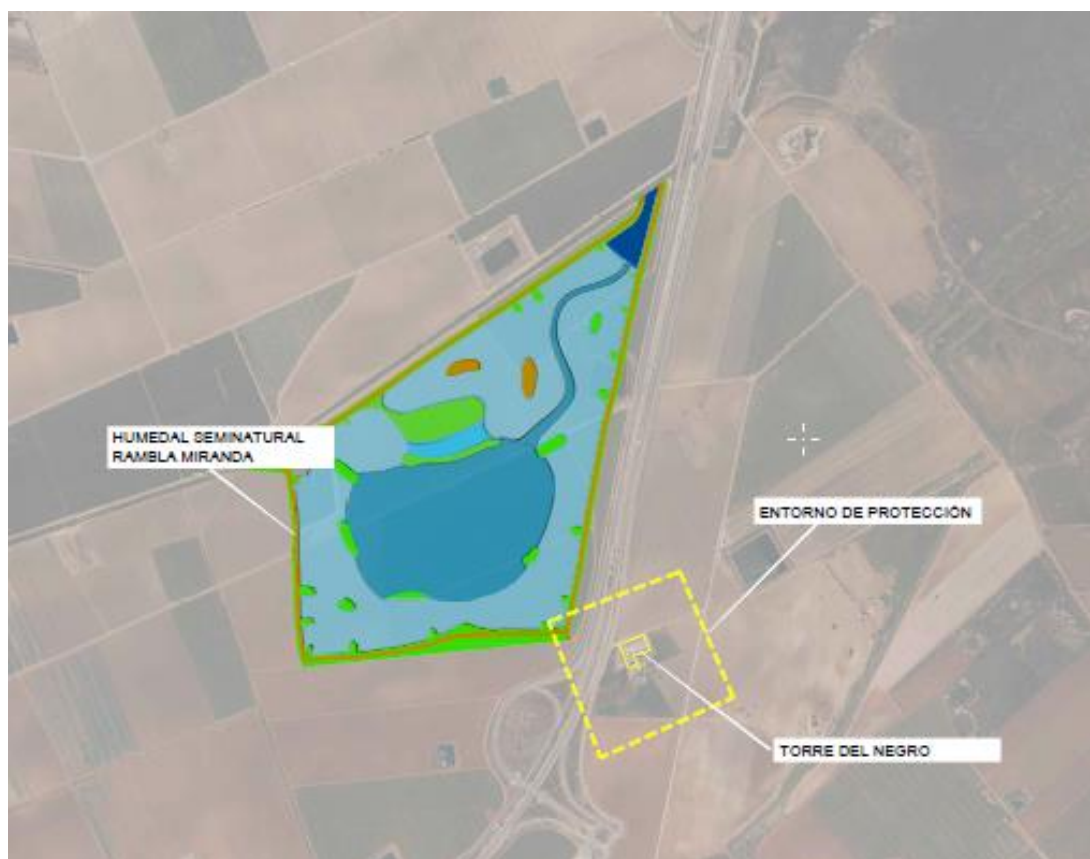 HUMEDAL SEMINATURAL
RAMBLA MIRANDA
ENTORNO DE PROTECCIÓN
TORRE DEL NEGRO